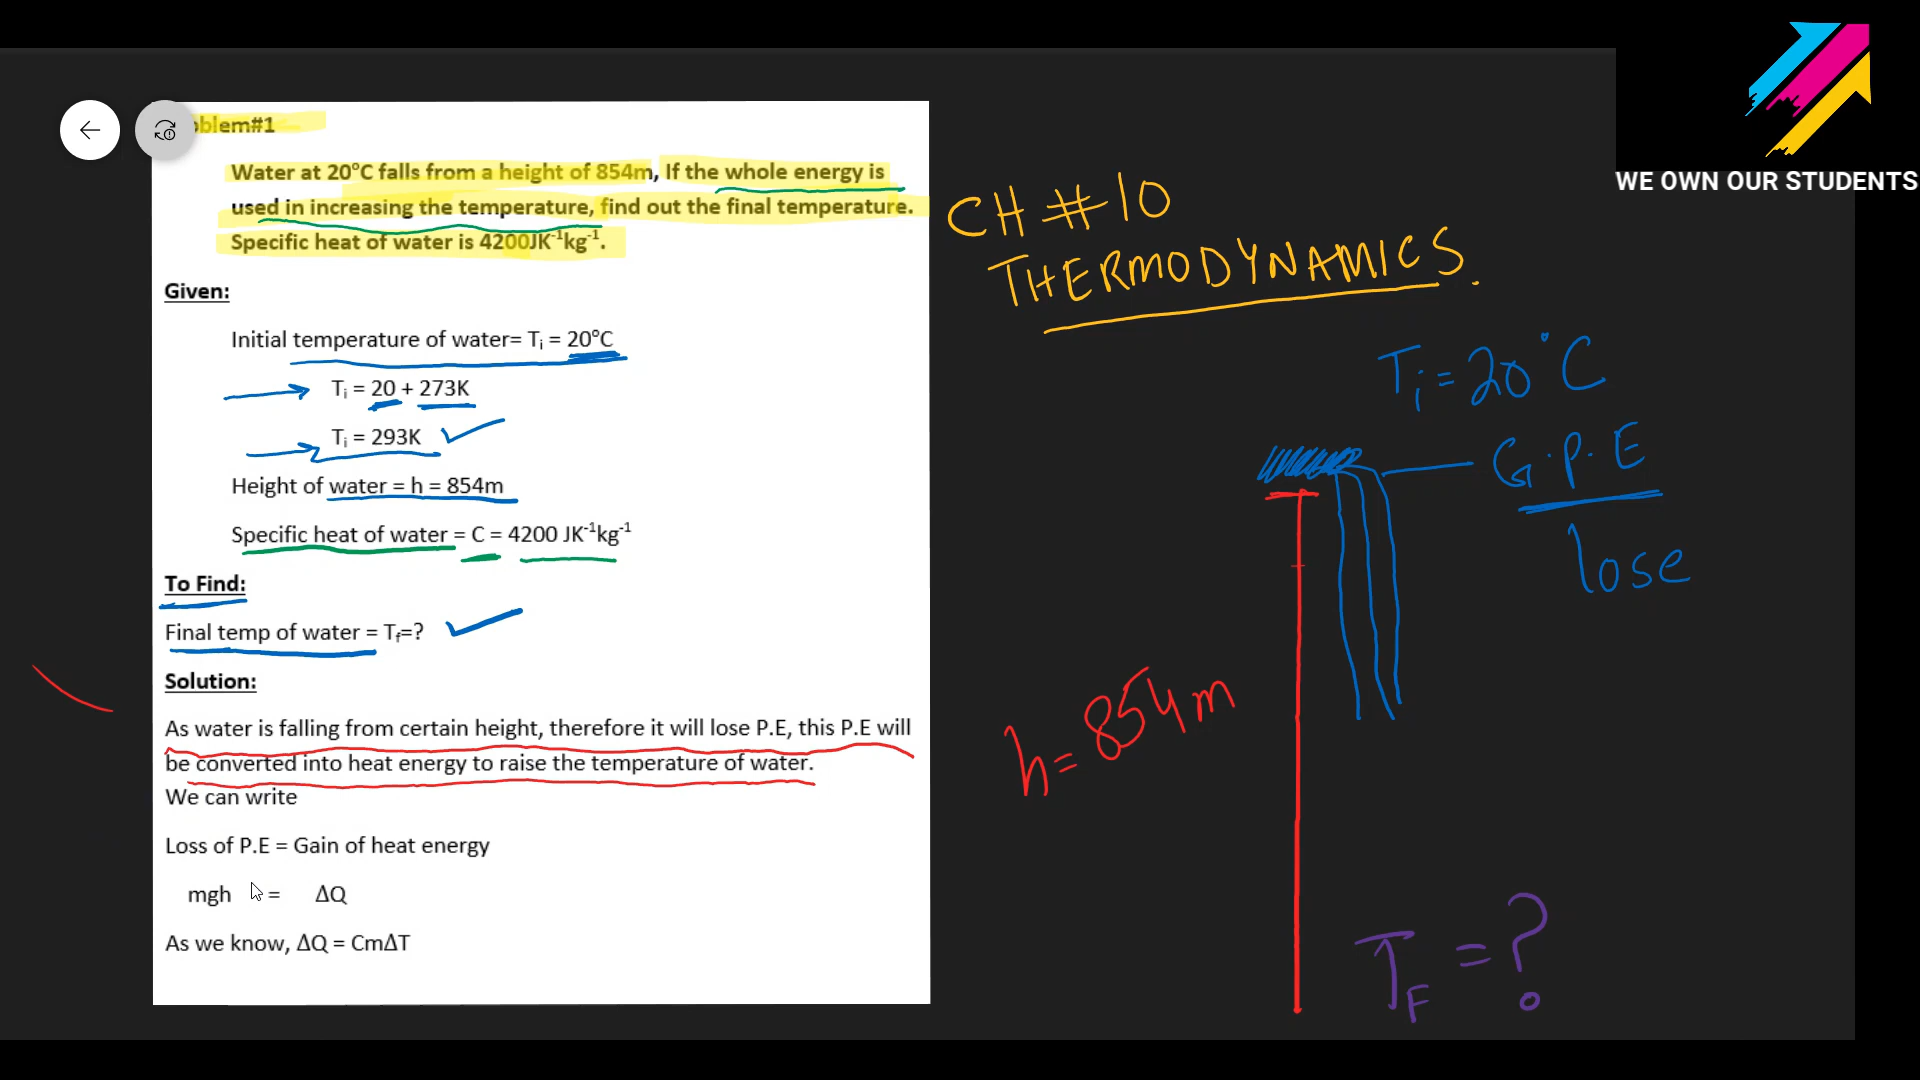 oblem#1
Water at 20°C falls from a height of 854m, If the whole energy is
used in increasing the temperature, find out the final temperature.
Specific heat of water is 4200JK⁻¹kg⁻¹.
Given:
Initial temperature of water= Tᵢ = 20°C
Tᵢ = 20 + 273K
Tᵢ = 293K
Height of water = h = 854m
Specific heat of water = C = 4200 JK⁻¹kg⁻¹
To Find:
Final temp of water = T_f=?
Solution:
As water is falling from certain height, therefore it will lose P.E, this P.E will
be converted into heat energy to raise the temperature of water.
We can write
Loss of P.E = Gain of heat energy
mgh = ΔQ
As we know, ΔQ = CmΔT
WE OWN OUR STUDENTS
CH #10
THERMODYNAMICS.
Tᵢ = 20°C
G.P.E
lose
h= 854m
T_F = ?